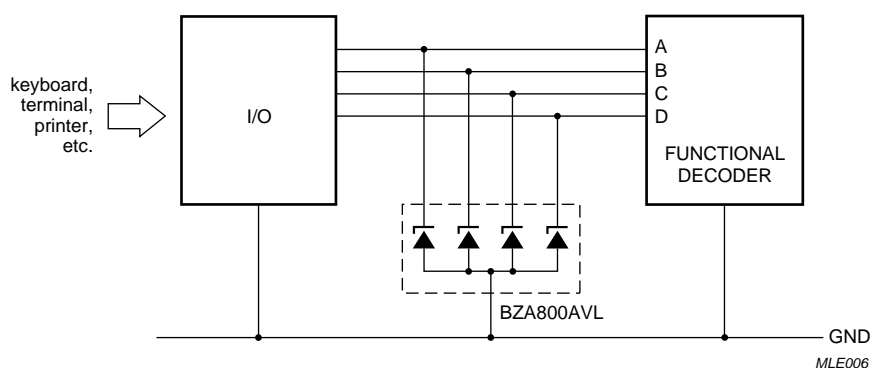 keyboard,
terminal,
printer,
etc.
I/O
A
B
C
D
FUNCTIONAL
DECODER
BZA800AVL
GND
MLE006